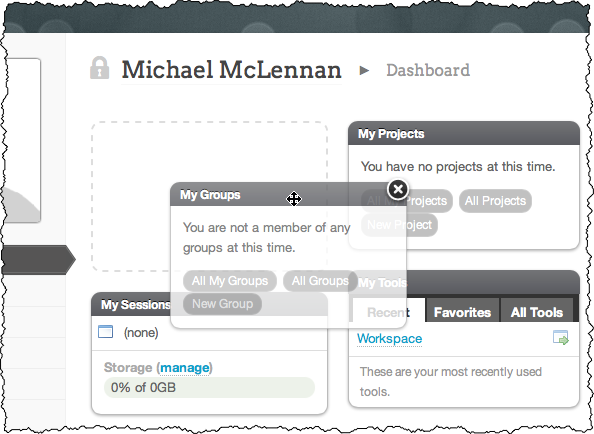 Michael McLennan ▸ Dashboard
My Projects
You have no projects at this time.
All My Projects All Projects
New Project
My Groups
You are not a member of any
groups at this time.
All My Groups All Groups
New Group
My Sessions
(none)
Storage (manage)
0% of 0GB
My Tools
Recent Favorites All Tools
Workspace
These are your most recently used
tools.